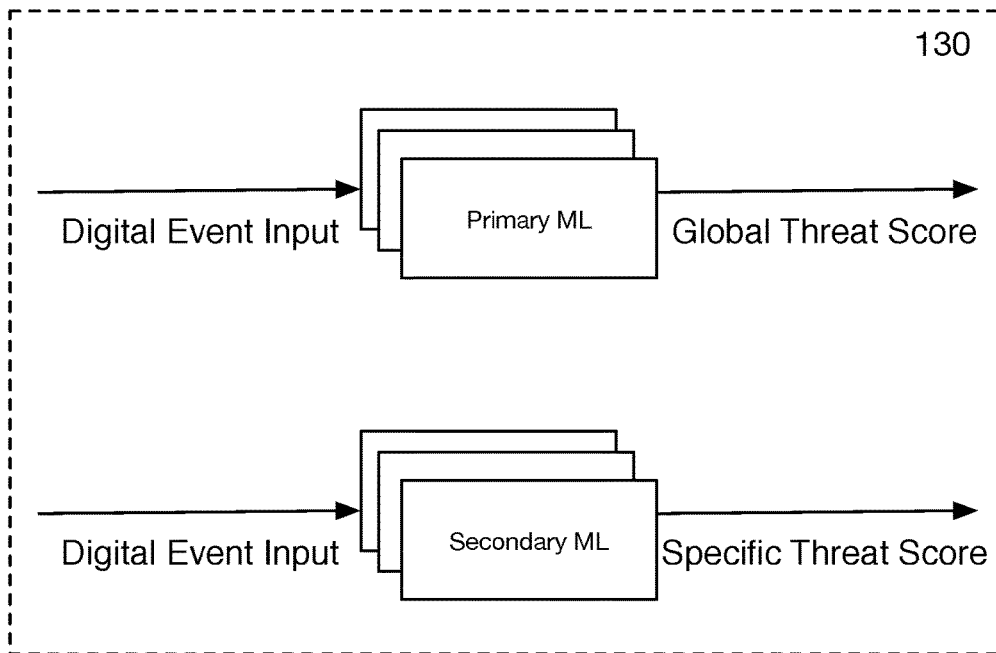 130
Primary ML
Digital Event Input
Global Threat Score
Secondary ML
Digital Event Input
Specific Threat Score